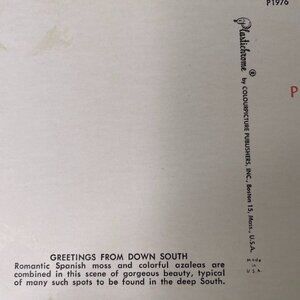 P1976
Plastichrome®
by COLOURPICTURE PUBLISHERS, INC., Boston 15, Mass., U.S.A.
P
made
in
U.S.A.
GREETINGS FROM DOWN SOUTH
Romantic Spanish moss and colorful azaleas are
combined in this scene of gorgeous beauty, typical
of many such spots to be found in the deep South.